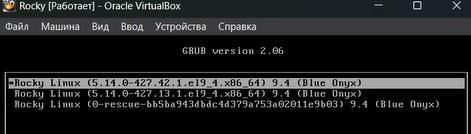 Rocky [Работает] - Oracle VirtualBox
Файл Машина Вид Ввод Устройства Справка
GRUB version 2.06
*Rocky Linux (5.14.0-427.42.1.el9_4.x86_64) 9.4 (Blue Onyx)
Rocky Linux (5.14.0-427.13.1.el9_4.x86_64) 9.4 (Blue Onyx)
Rocky Linux (0-rescue-bb5ba943dbdc4d379a753a02011e9b03) 9.4 (Blue Onyx)